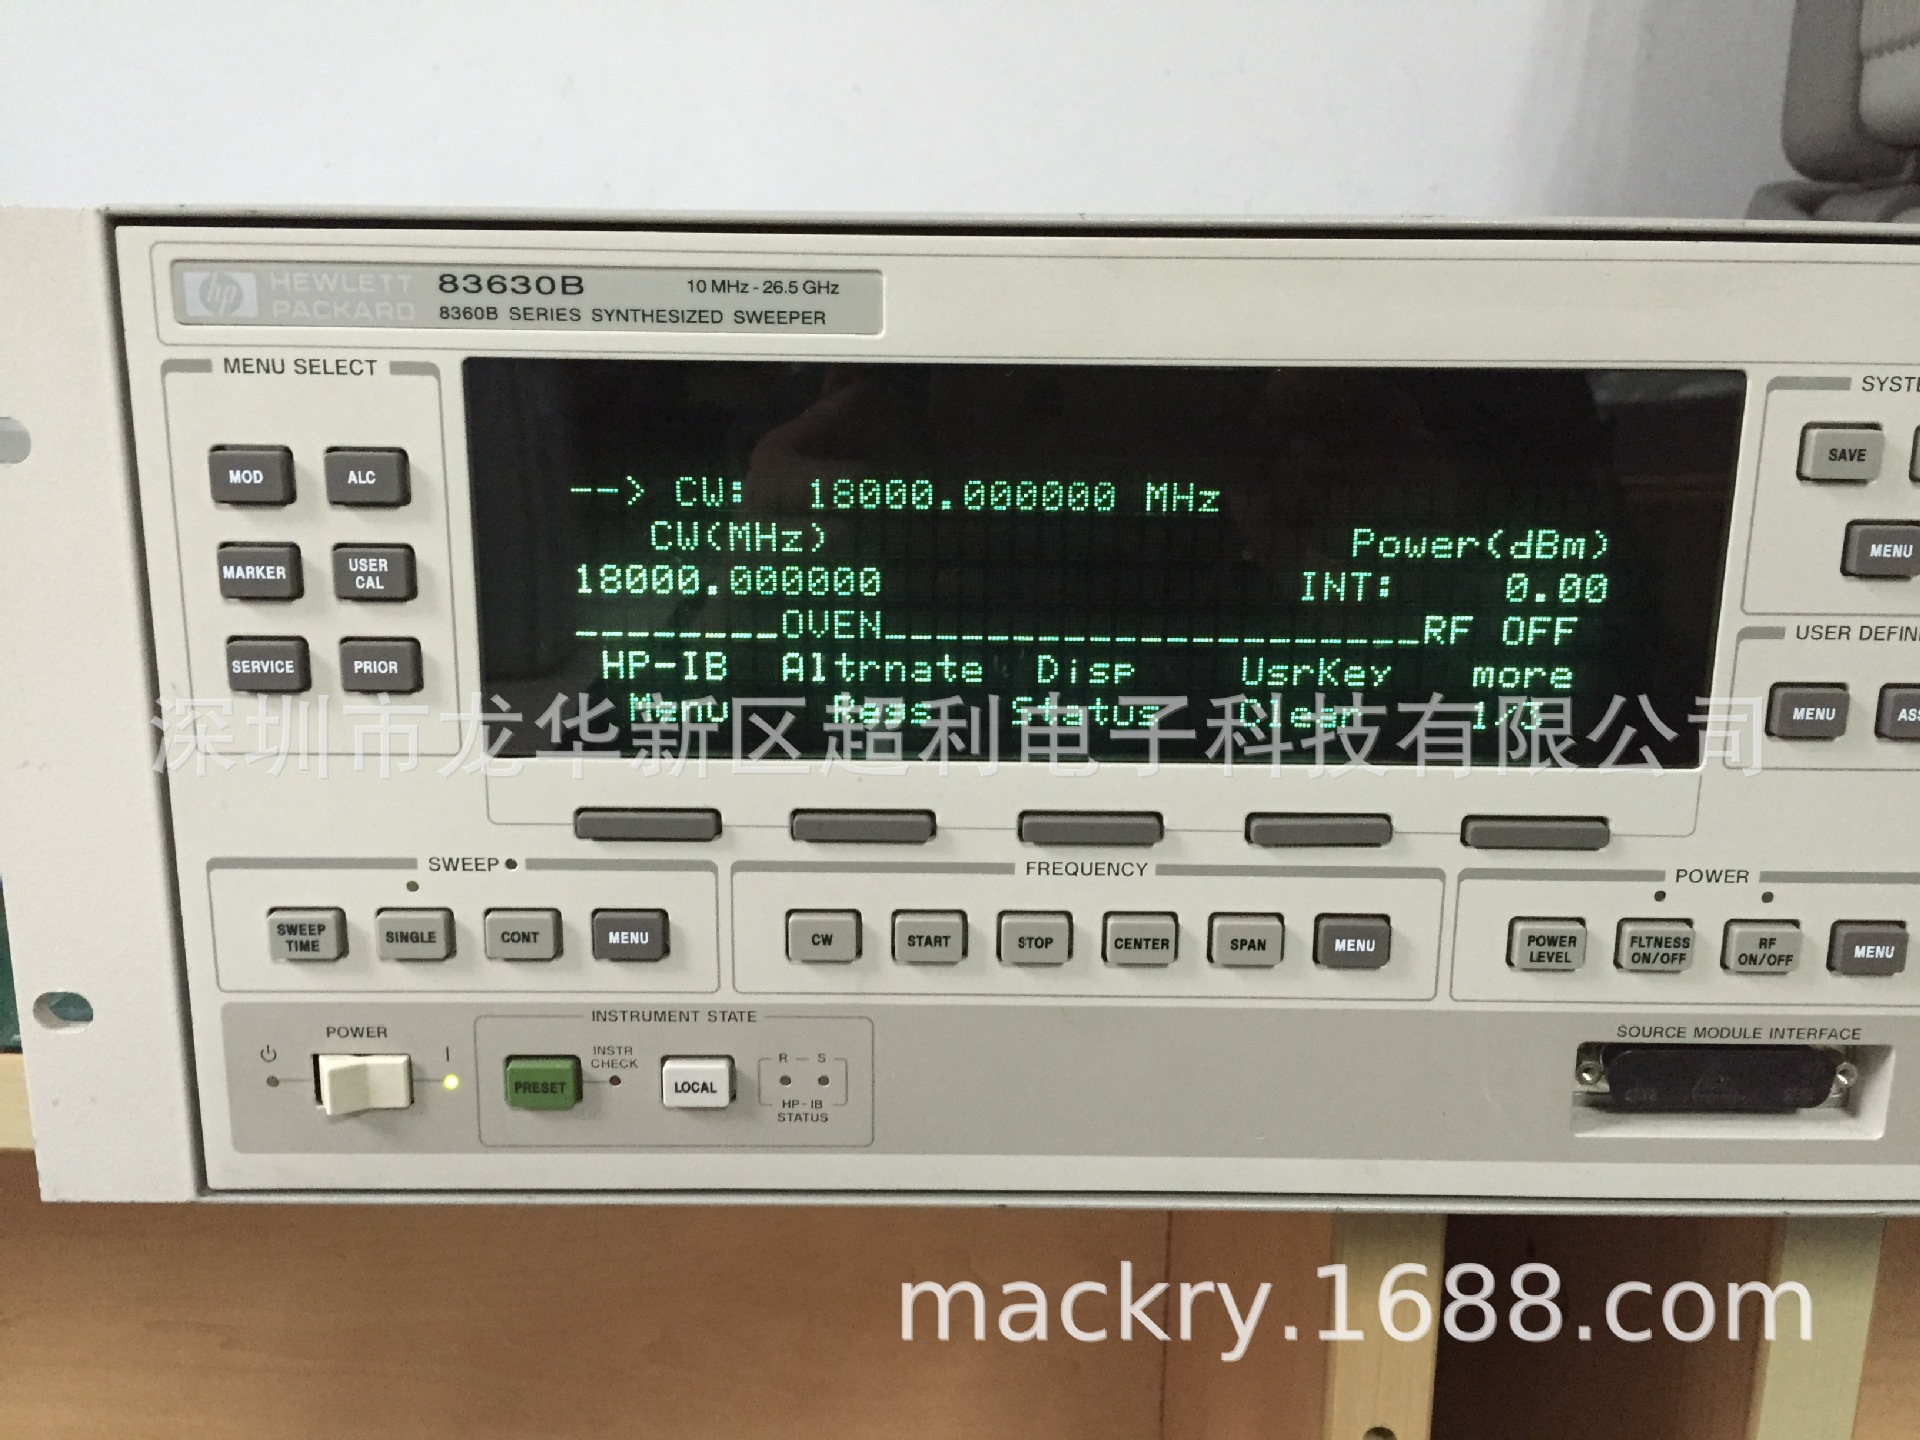 hp HEWLETT PACKARD
83630B 10 MHz - 26.5 GHz
8360B SERIES SYNTHESIZED SWEEPER
MENU SELECT
MOD ALC
MARKER USER CAL
SERVICE PRIOR
--> CW: 18000.000000 MHz
CW(MHz) Power(dBm)
18000.000000 INT: 0.00
OVEN RF OFF
HP-IB Altrnate Disp UsrKey more
Menu Regs Status Clear 1/3
SAVE
MENU
USER
MENU
深圳市龙华新区超利电子科技有限公司
SWEEP
SWEEP TIME SINGLE CONT MENU
FREQUENCY
CW START STOP CENTER SPAN MENU
POWER
POWER LEVEL FLTNESS ON/OFF RF ON/OFF MENU
POWER
INSTRUMENT STATE
PRESET INSTR CHECK LOCAL
R - S
HP-IB STATUS
SOURCE MODULE INTERFACE
mackry.1688.com